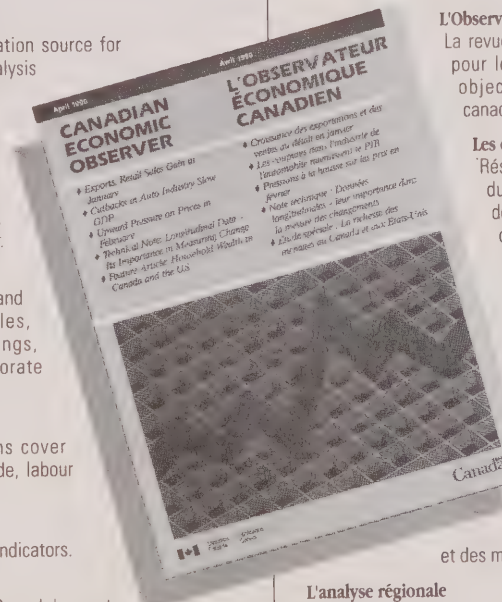 ation source for
alysis
and
les,
ngs,
orate
ns cover
de, labour
ndicators.
April 1990
CANADIAN
ECONOMIC
OBSERVER
♦ Exports, Retail Sales Gain in
January
♦ Cutbacks in Auto Industry Slow
GDP
♦ Upward Pressure on Prices in
February
♦ Technical Note: Longitudinal Data -
Its Importance in Measuring Change
♦ Feature Article: Household Wealth in
Canada and the U.S
Avril 1990
L'OBSERVATEUR
ÉCONOMIQUE
CANADIEN
♦ Croissance des exportations et des
ventes au détail en janvier
♦ Les coupures dans l'industrie de
l'automobile ralentissent le PIB
♦ Pressions à la hausse sur les prix en
février
♦ Note technique : Données
longitudinales - leur importance dans
la mesure des changements
♦ Étude spéciale : La richesse des
ménages au Canada et aux États-Unis
Canada
L'Observ
La revue
pour le
objec
canad
Les
Rés
du
de
et des m
L'analyse régionale